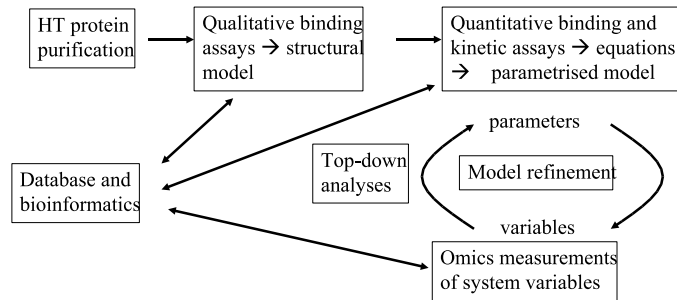 HT protein
purification
Qualitative binding
assays → structural
model
Quantitative binding and
kinetic assays → equations
→ parametrised model
parameters
Top-down
analyses
Model refinement
Database and
bioinformatics
variables
Omics measurements
of system variables